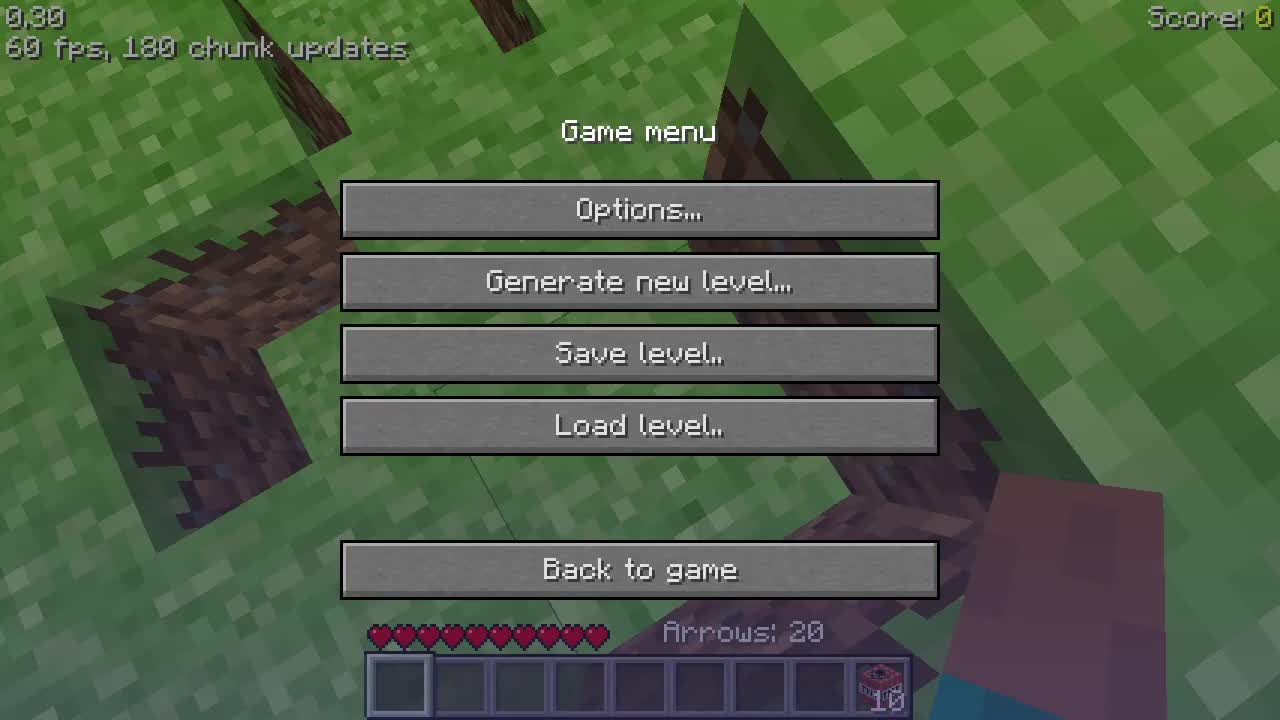 0.30
60 fps, 180 chunk updates
Score: 0
Game menu
Options...
Generate new level...
Save level..
Load level..
Back to game
Arrows: 20
10